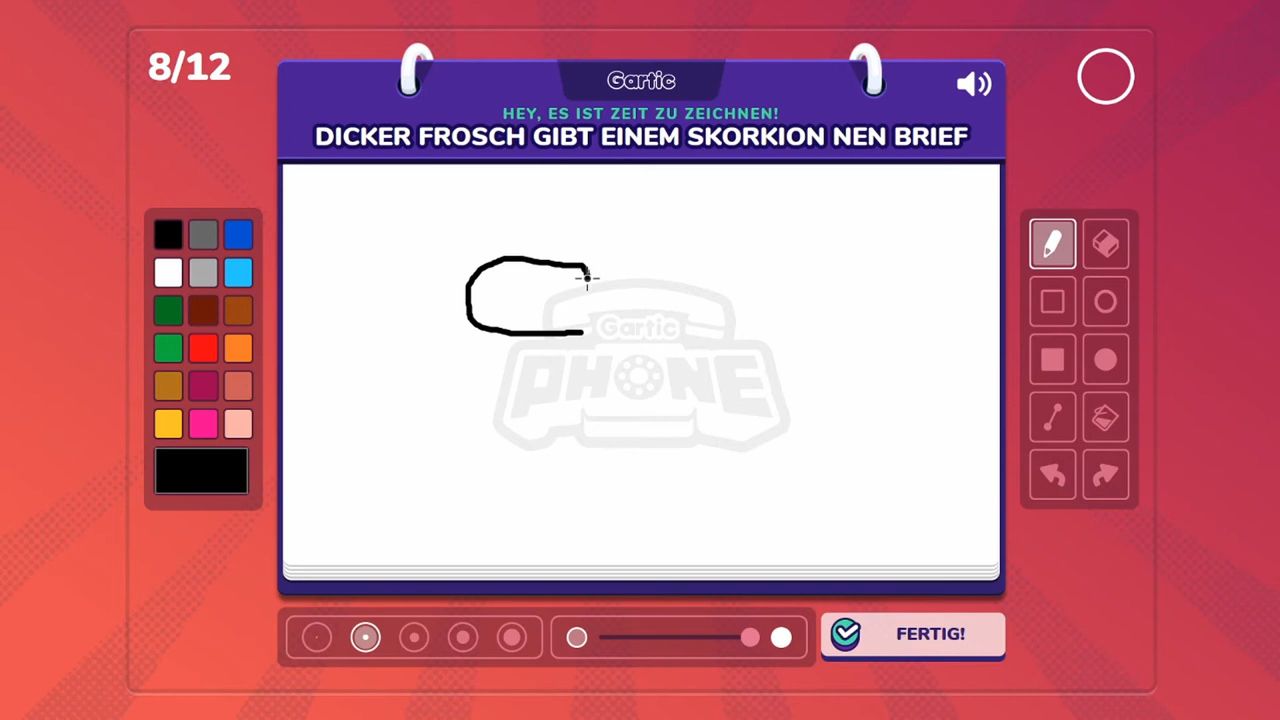 8/12
Gartic
HEY, ES IST ZEIT ZU ZEICHNEN!
DICKER FROSCH GIBT EINEM SKORKION NEN BRIEF
Gartic
PHONE
FERTIG!